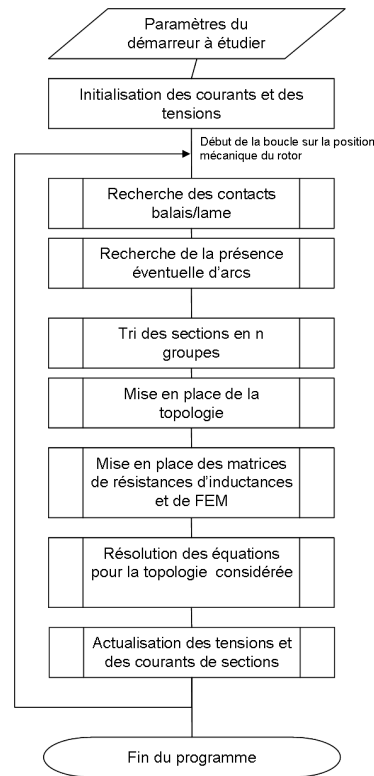 Paramètres du
démarreur à étudier
Initialisation des courants et des
tensions
Début de la boucle sur la position
mécanique du rotor
Recherche des contacts
balais/lame
Recherche de la présence
éventuelle d'arcs
Tri des sections en n
groupes
Mise en place de la
topologie
Mise en place des matrices
de résistances d'inductances
et de FEM
Résolution des équations
pour la topologie considérée
Actualisation des tensions et
des courants de sections
Fin du programme